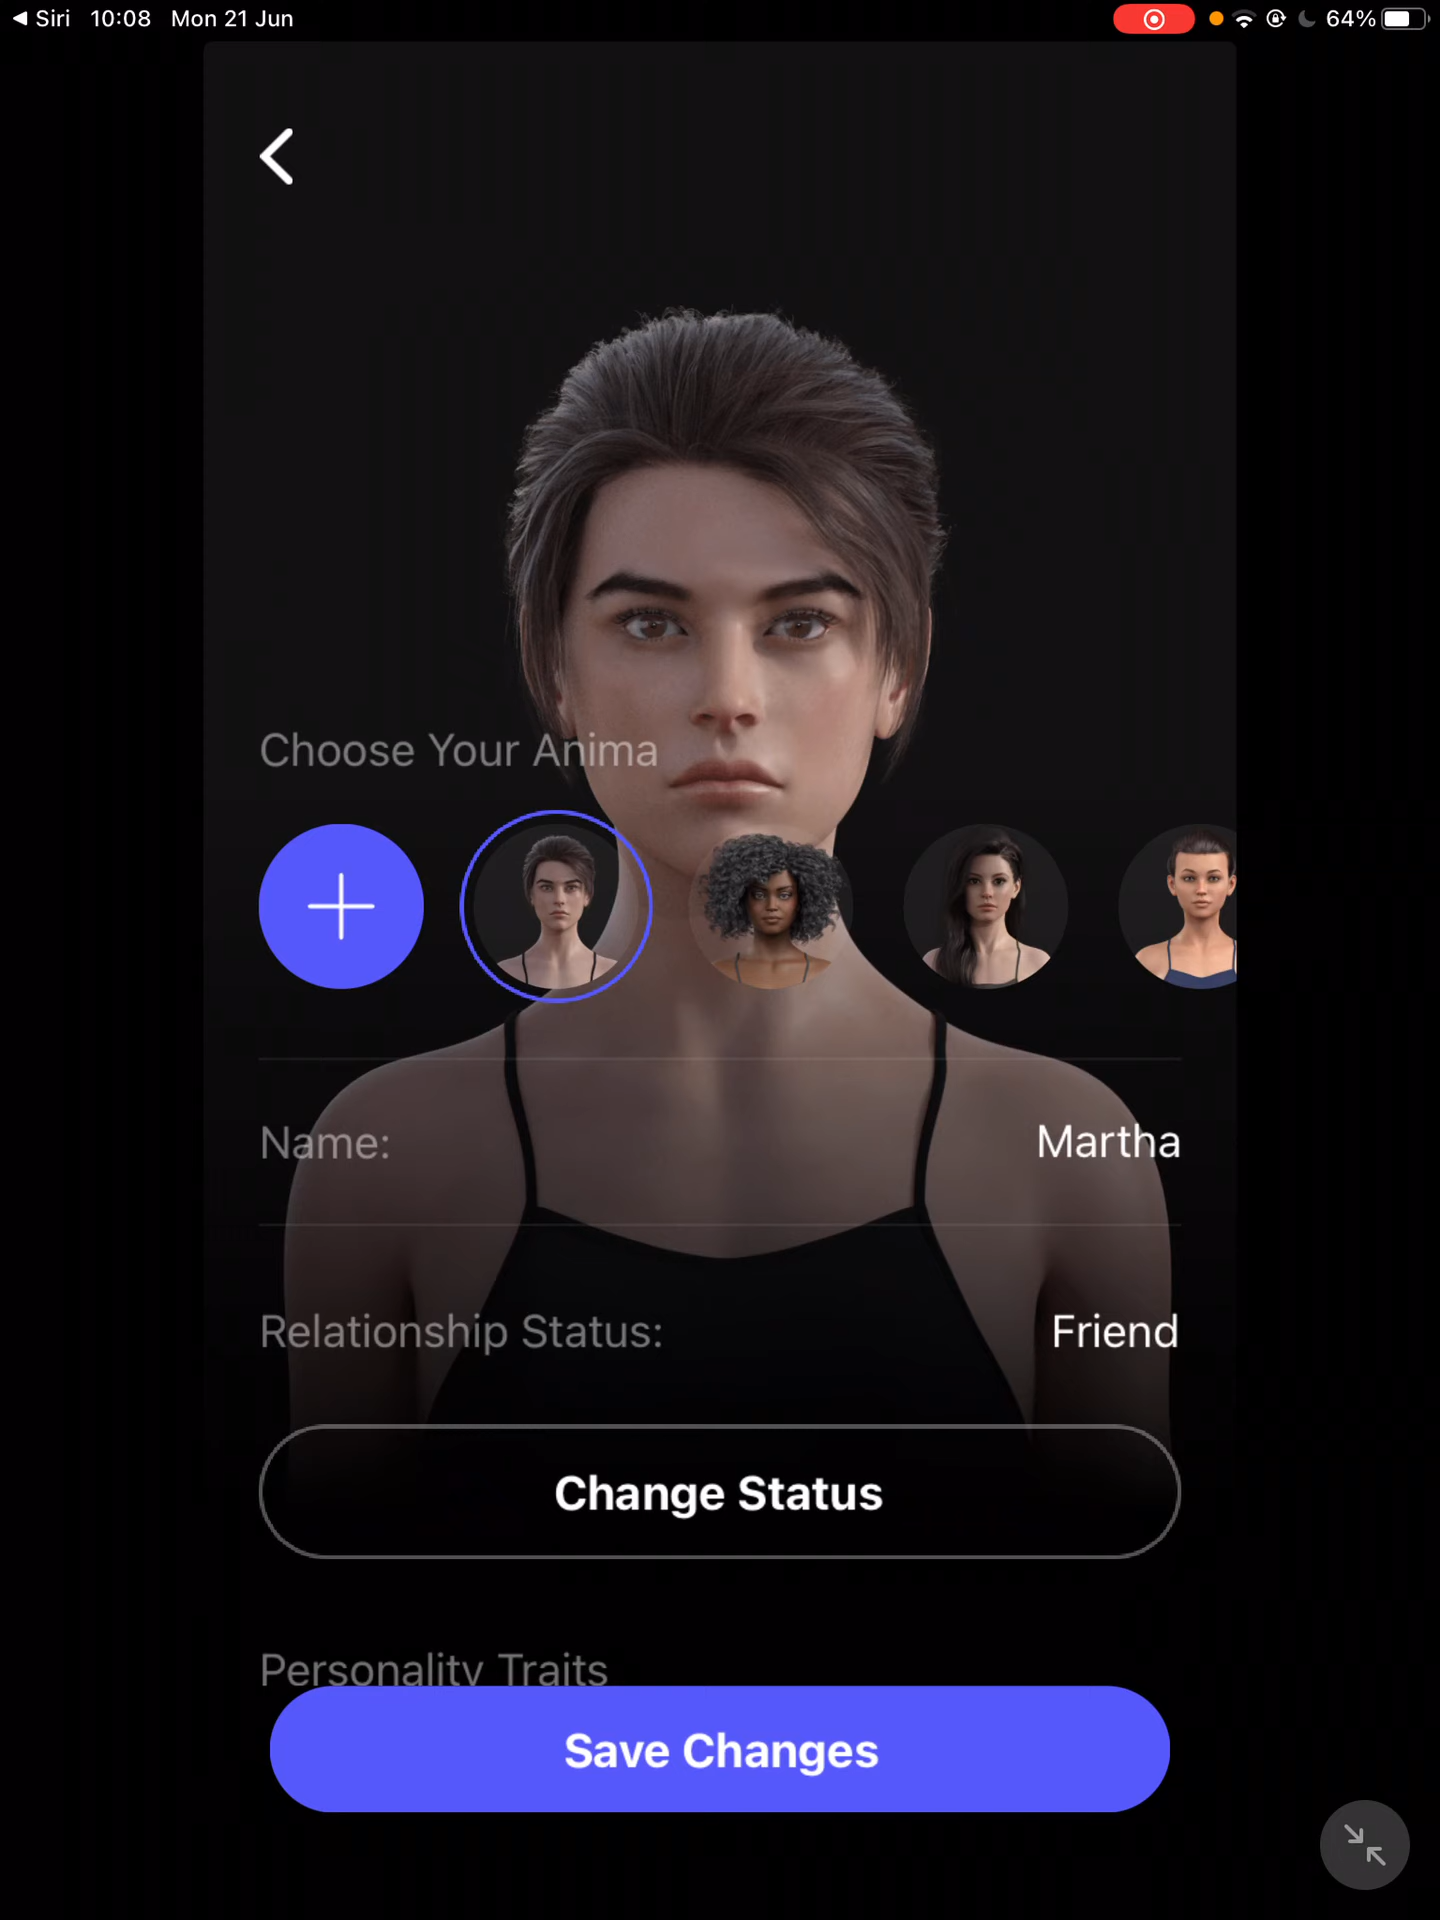 Siri 10:08 Mon 21 Jun 64%
Choose Your Anima
Name: Martha
Relationship Status: Friend
Change Status
Personality Traits
Save Changes